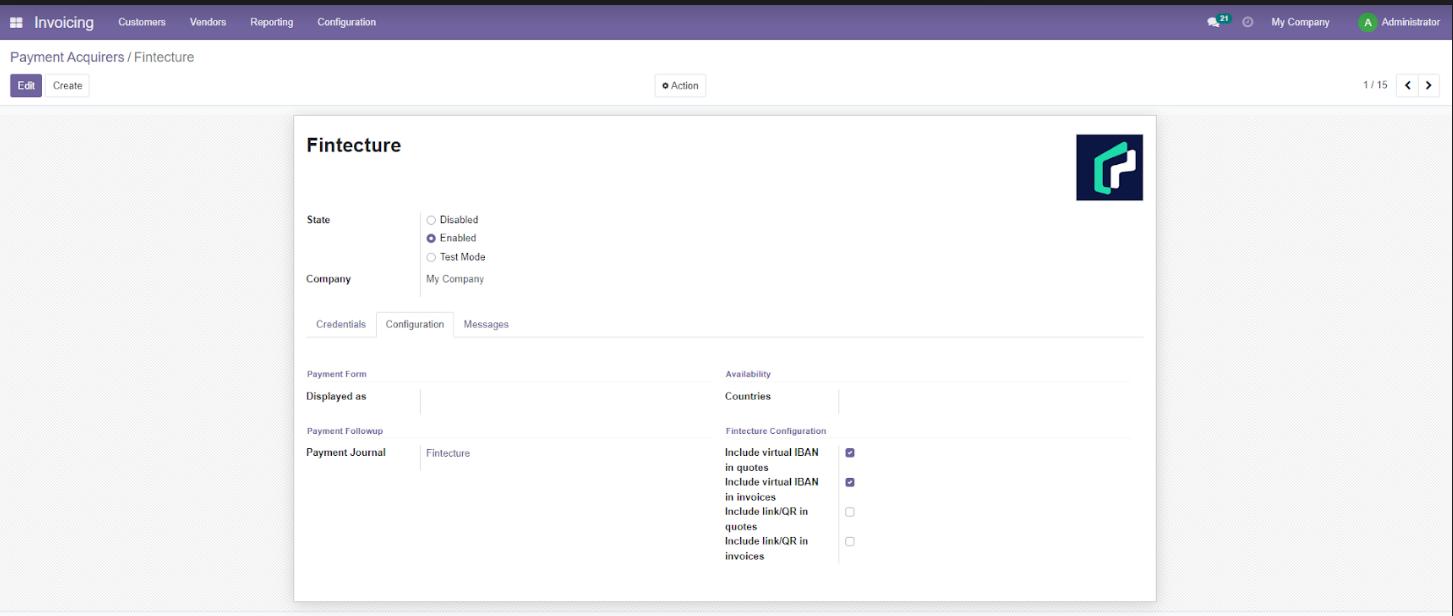 Invoicing Customers Vendors Reporting Configuration 21 My Company A Administrator
Payment Acquirers / Fintecture
Edit Create Action 1 / 15
Fintecture
State Disabled
Enabled
Test Mode
Company My Company
Credentials Configuration Messages
Payment Form
Displayed as
Payment Followup
Payment Journal Fintecture
Availability
Countries
Fintecture Configuration
Include virtual IBAN
in quotes
Include virtual IBAN
in invoices
Include link/QR in
quotes
Include link/QR in
invoices